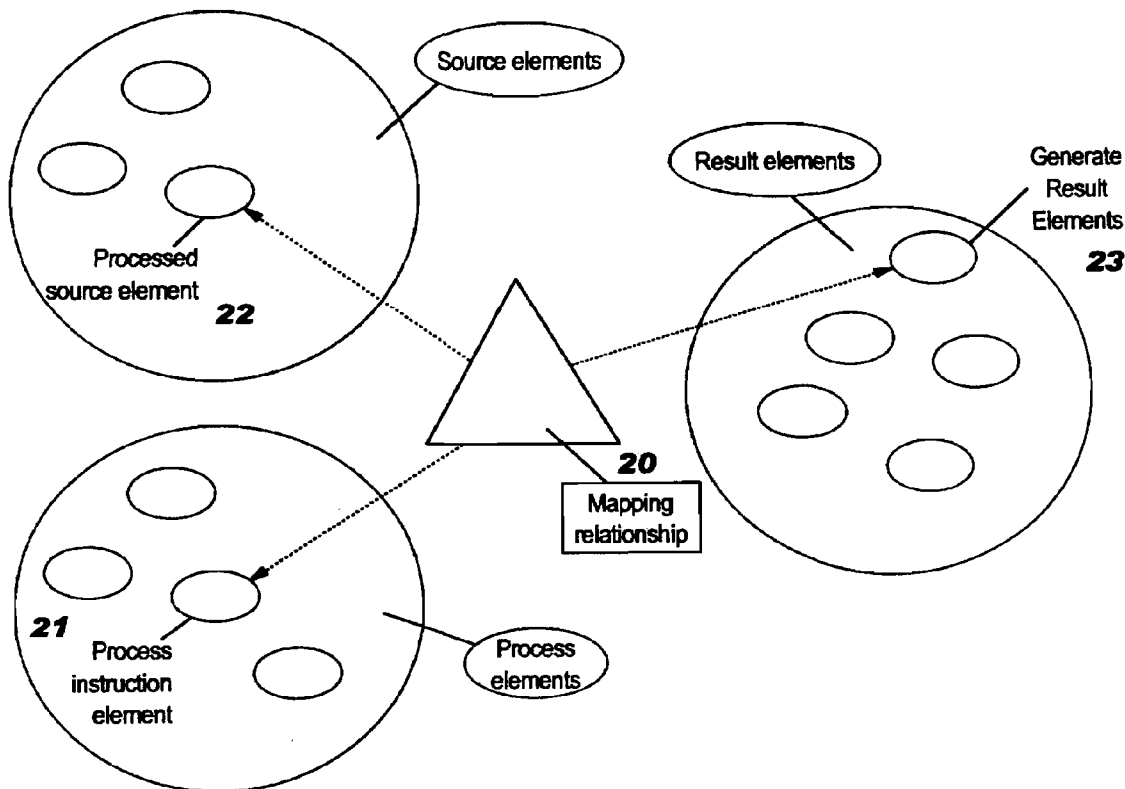 Source elements
Result elements
Generate
Result
Elements
23
Processed
source element
22
20
Mapping
relationship
21
Process
instruction
element
Process
elements